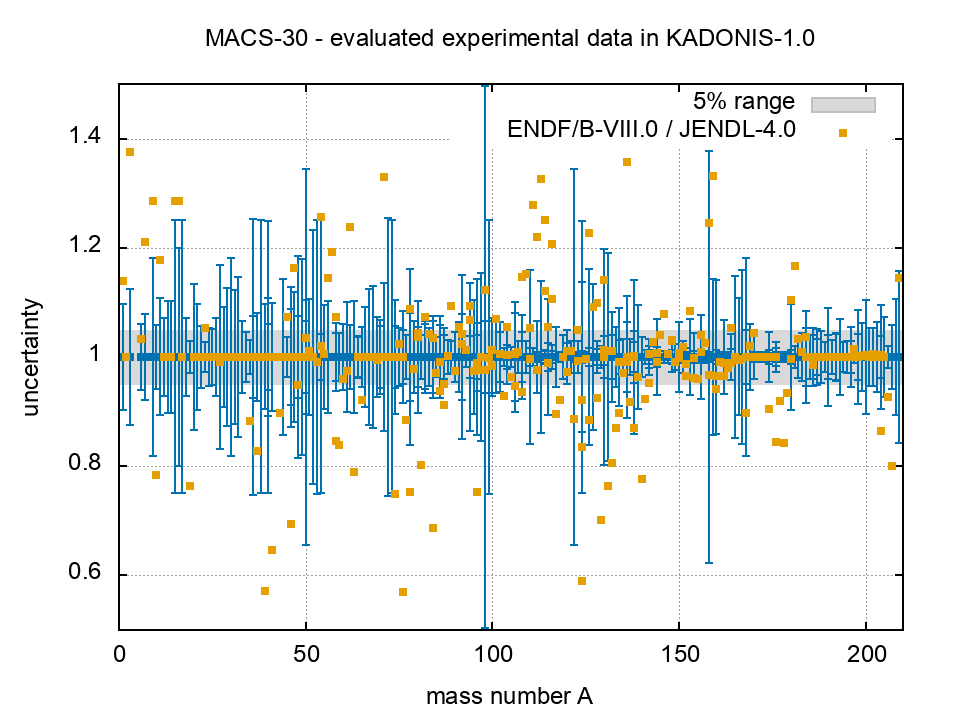 MACS-30 - evaluated experimental data in KADONIS-1.0
5% range
ENDF/B-VIII.0 / JENDL-4.0
1.4
1.2
1
0.8
0.6
uncertainty
0 50 100 150 200
mass number A